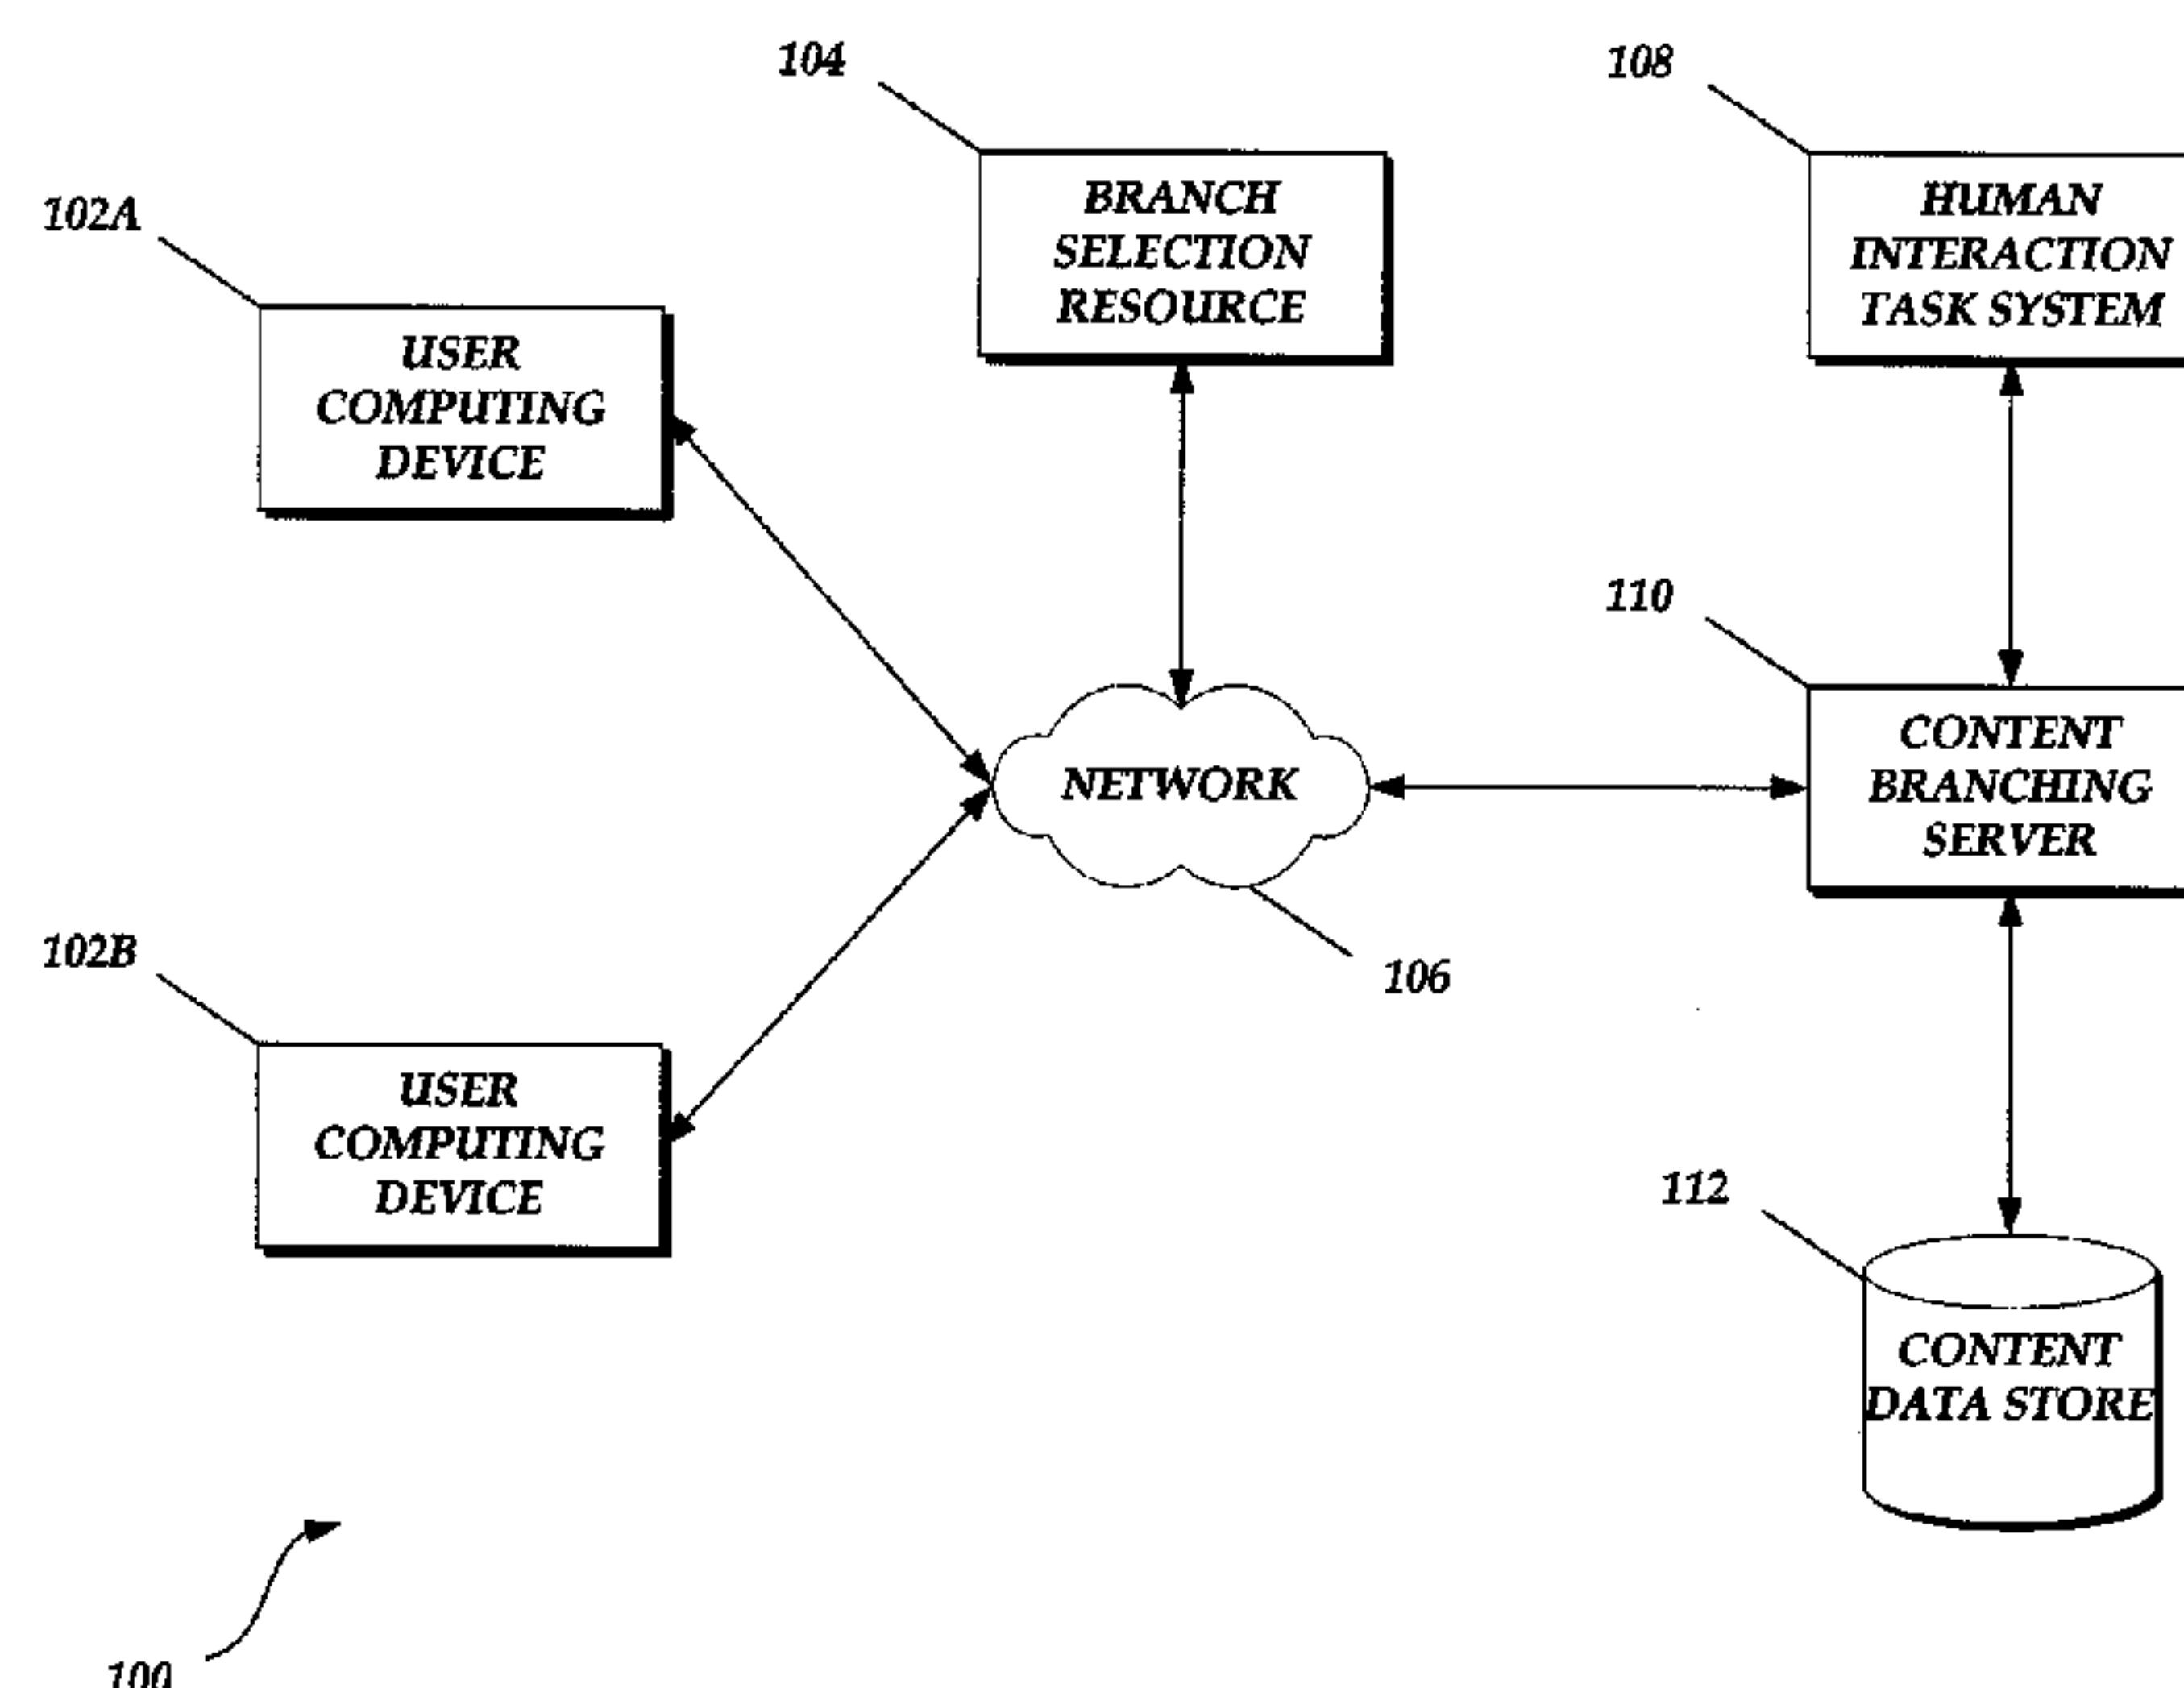 104
108
102A
BRANCH
SELECTION
RESOURCE
HUMAN
INTERACTION
TASK SYSTEM
USER
COMPUTING
DEVICE
110
NETWORK
CONTENT
BRANCHING
SERVER
106
102B
USER
COMPUTING
DEVICE
112
CONTENT
DATA STORE
100